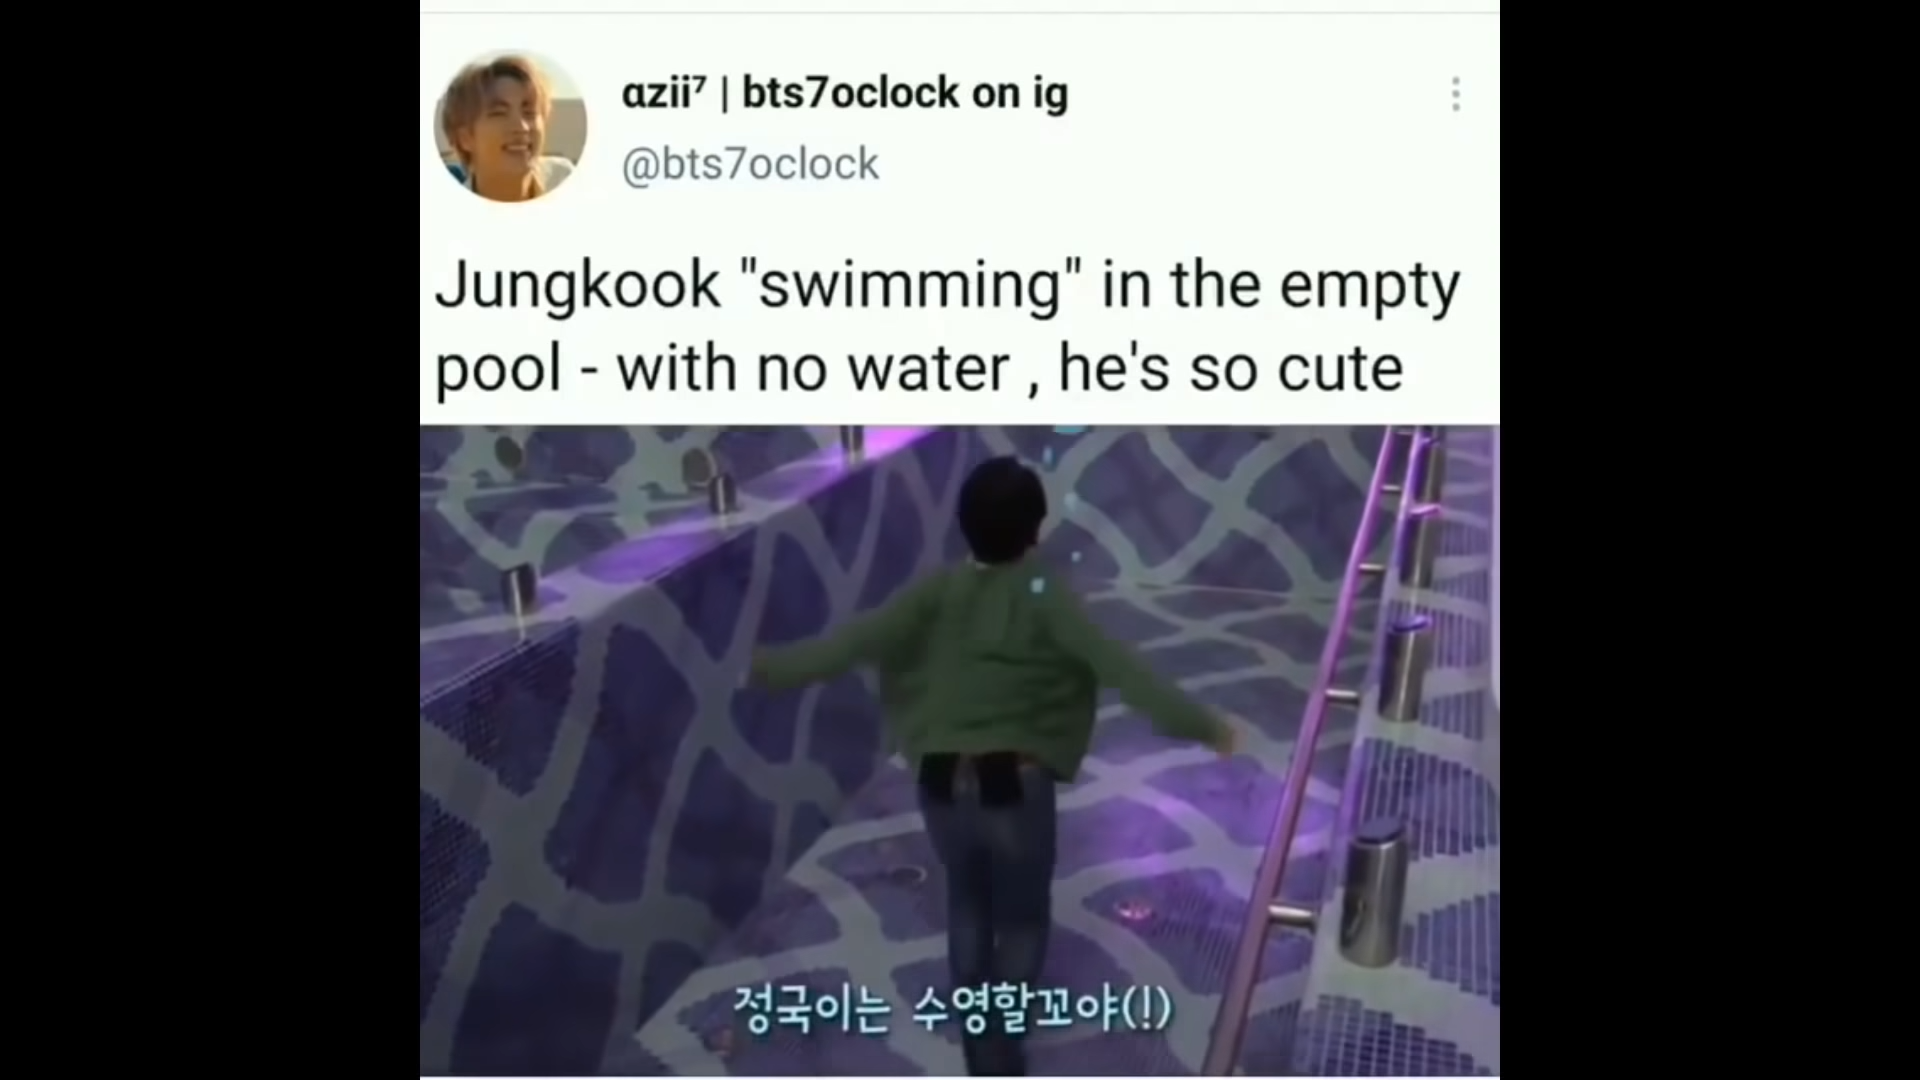 αzii⁷ | bts7oclock on ig
@bts7oclock
Jungkook "swimming" in the empty
pool - with no water , he's so cute
정국이는 수영할꼬야(!)